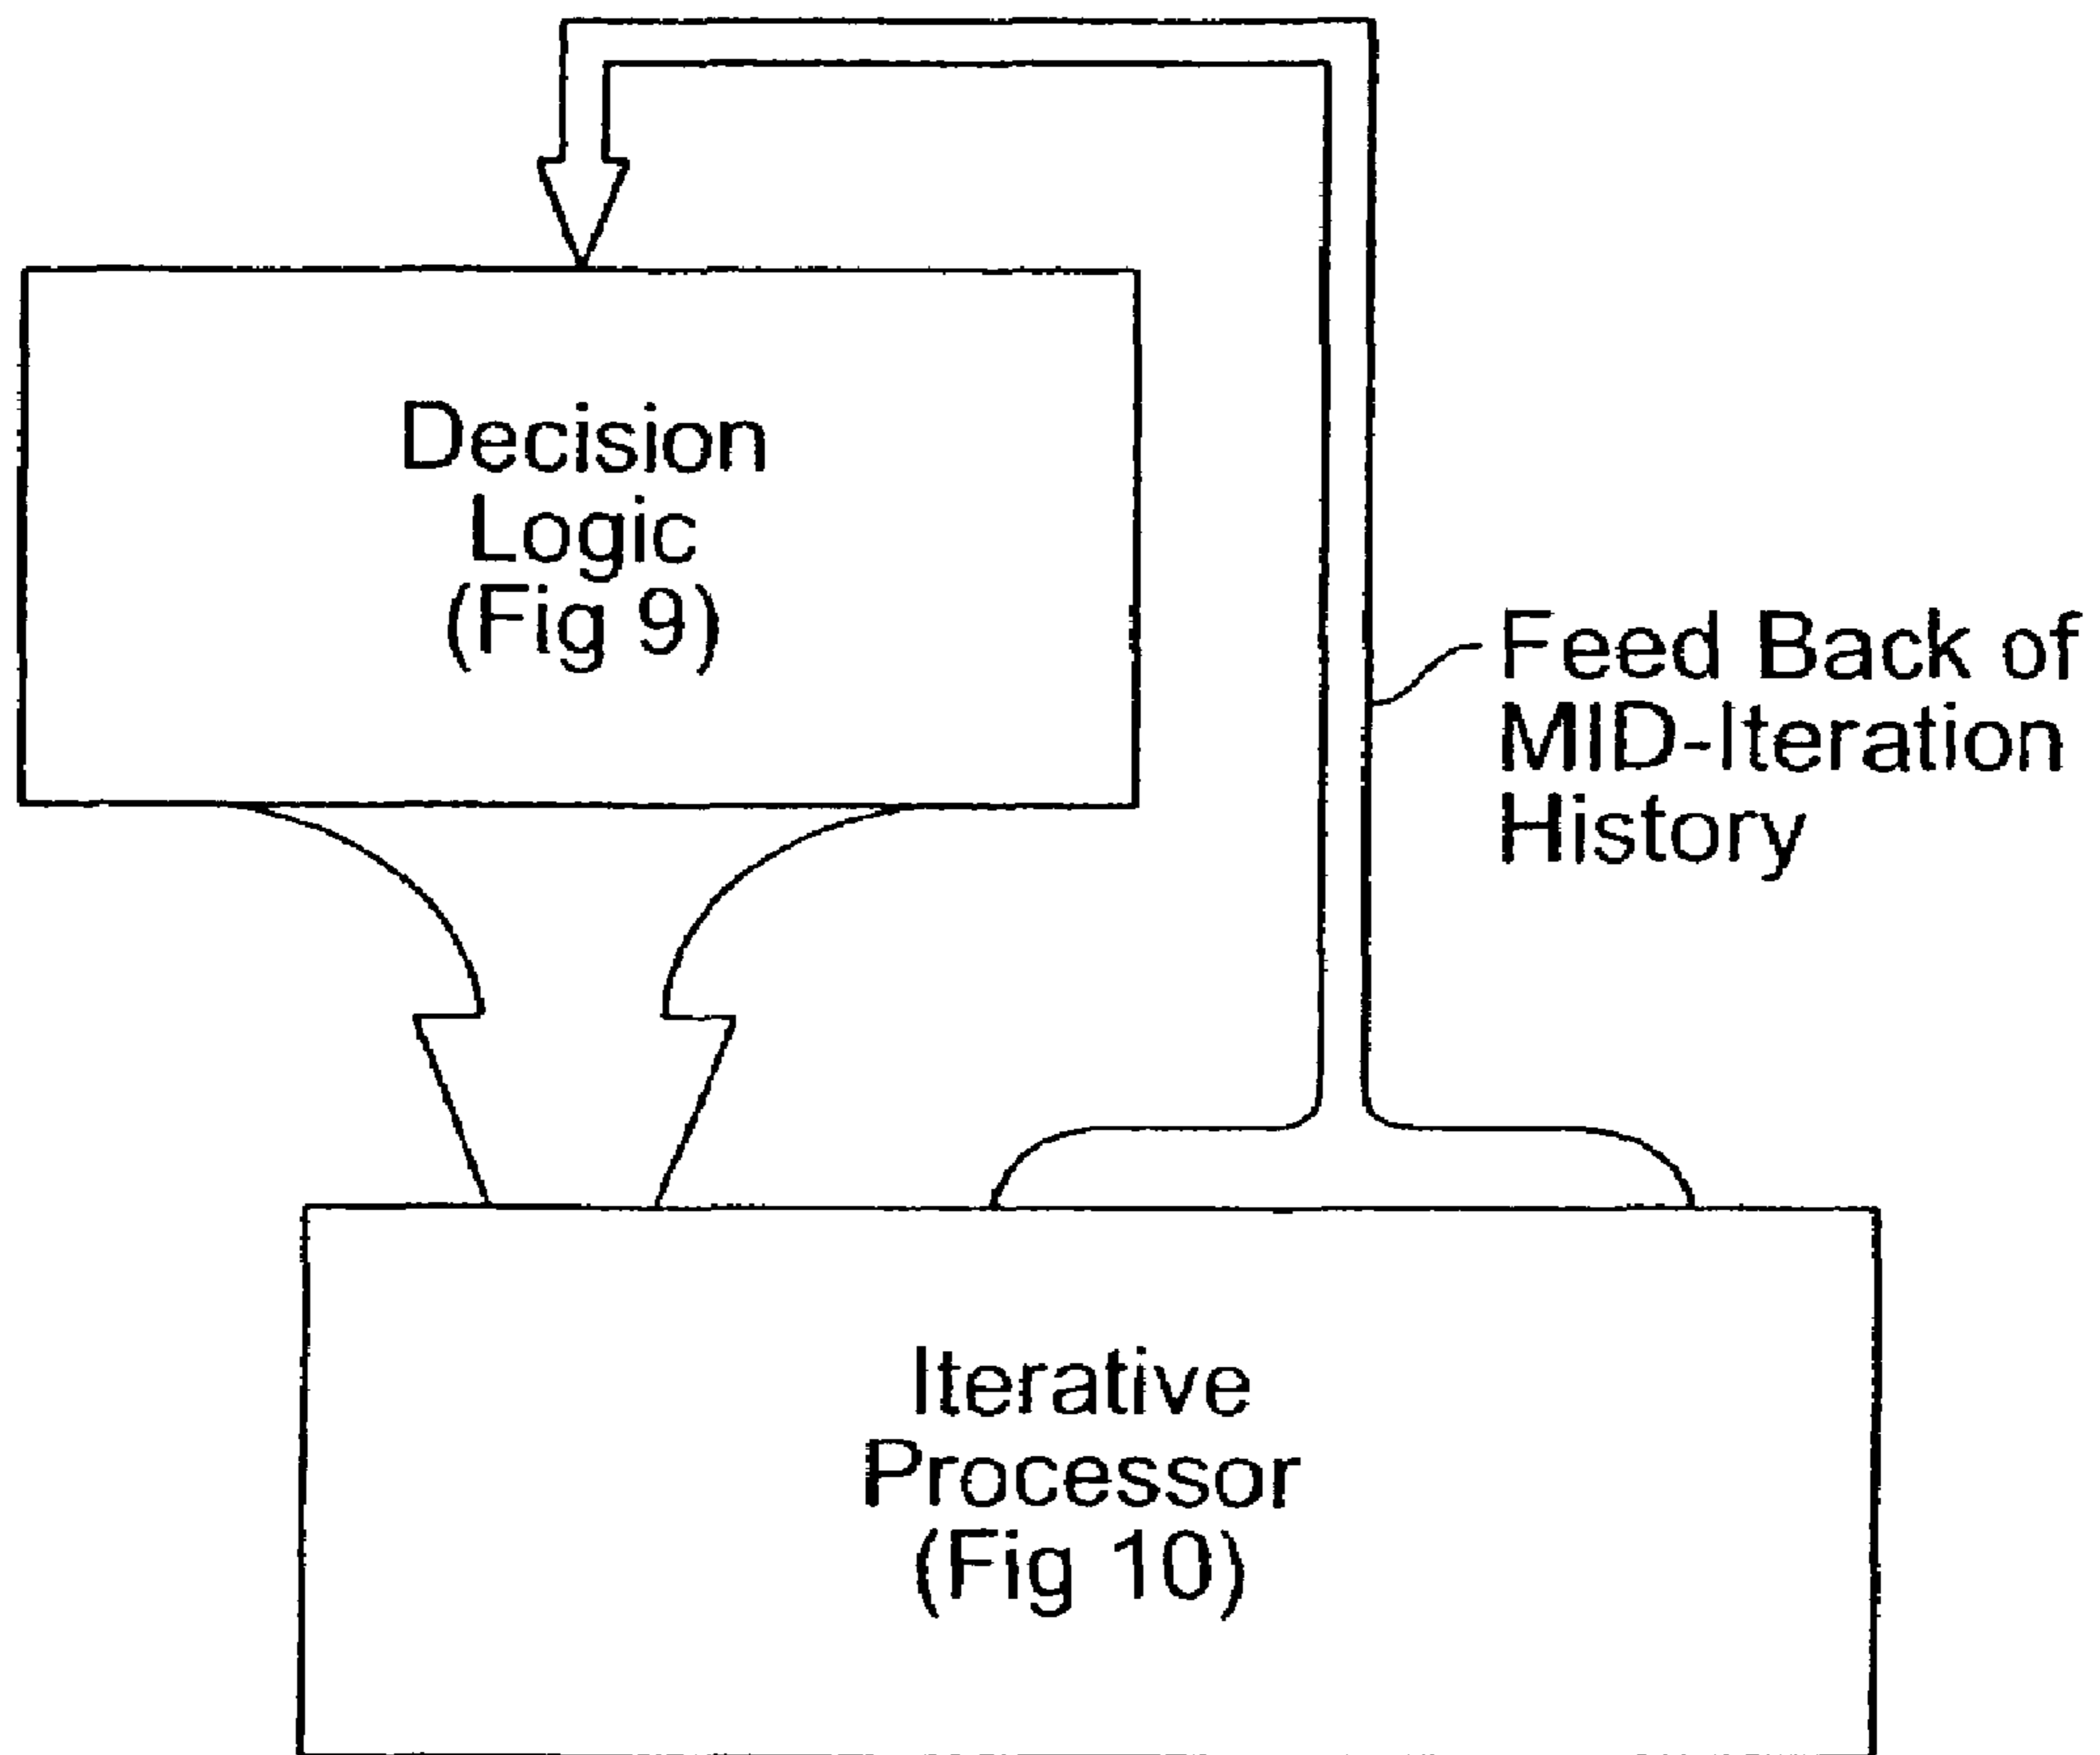 Decision
Logic
(Fig 9)
Feed Back of
MID-Iteration
History
Iterative
Processor
(Fig 10)